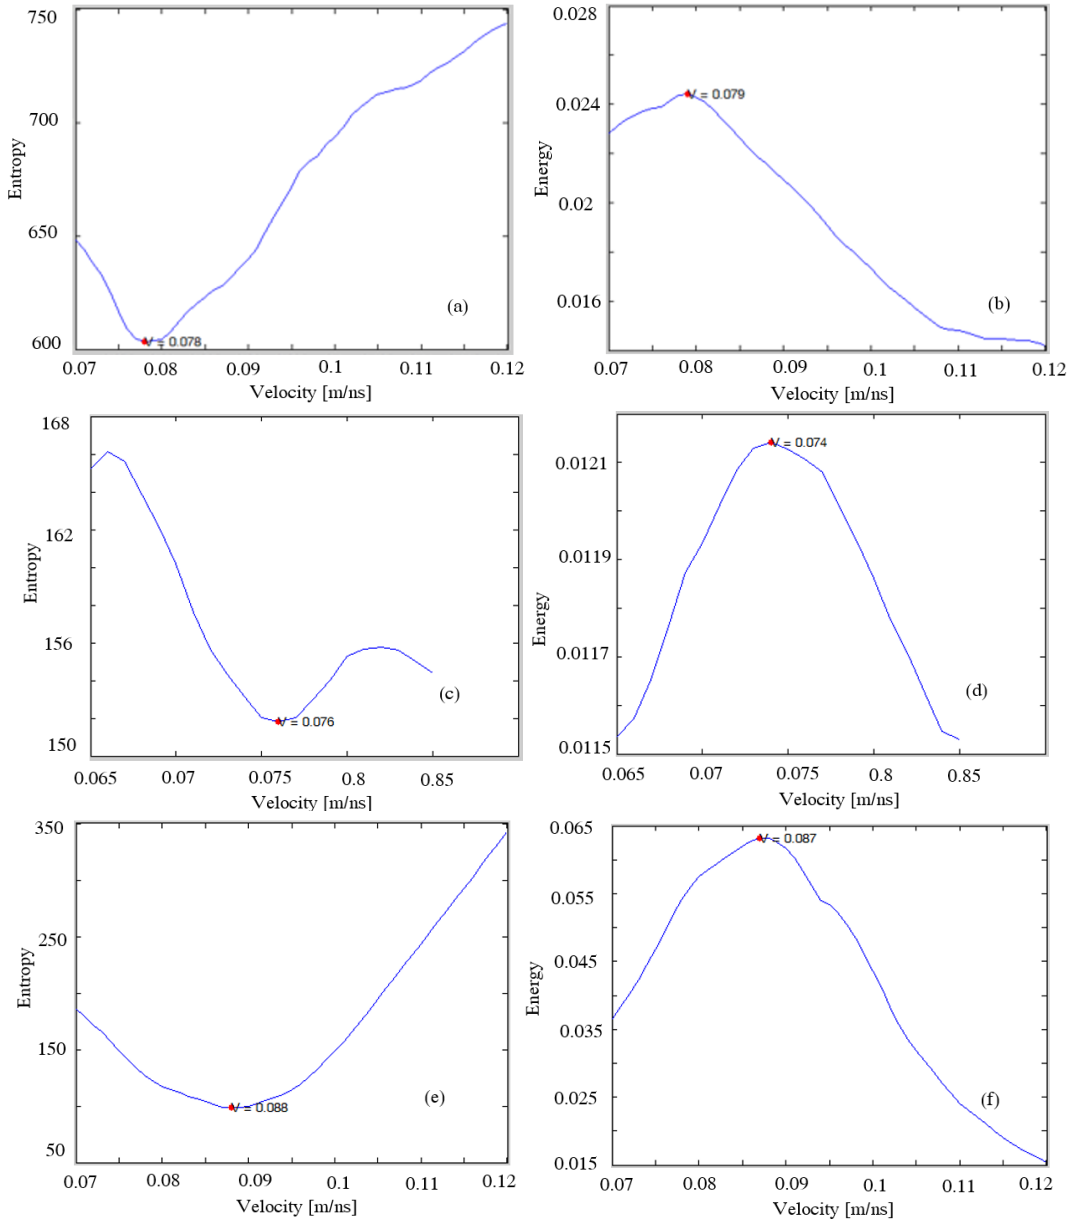 750
700
650
600
Entropy
V = 0.078
(a)
0.07 0.08 0.09 0.1 0.11 0.12
Velocity [m/ns]
0.028
0.024
0.02
0.016
Energy
V = 0.079
(b)
0.07 0.08 0.09 0.1 0.11 0.12
Velocity [m/ns]
168
162
156
150
Entropy
V = 0.076
(c)
0.065 0.07 0.075 0.8 0.85
Velocity [m/ns]
0.0121
0.0119
0.0117
0.0115
Energy
V = 0.074
(d)
0.065 0.07 0.075 0.8 0.85
Velocity [m/ns]
350
250
150
50
Entropy
V = 0.088
(e)
0.07 0.08 0.09 0.1 0.11 0.12
Velocity [m/ns]
0.065
0.055
0.045
0.035
0.025
0.015
Energy
V = 0.087
(f)
0.07 0.08 0.09 0.1 0.11 0.12
Velocity [m/ns]